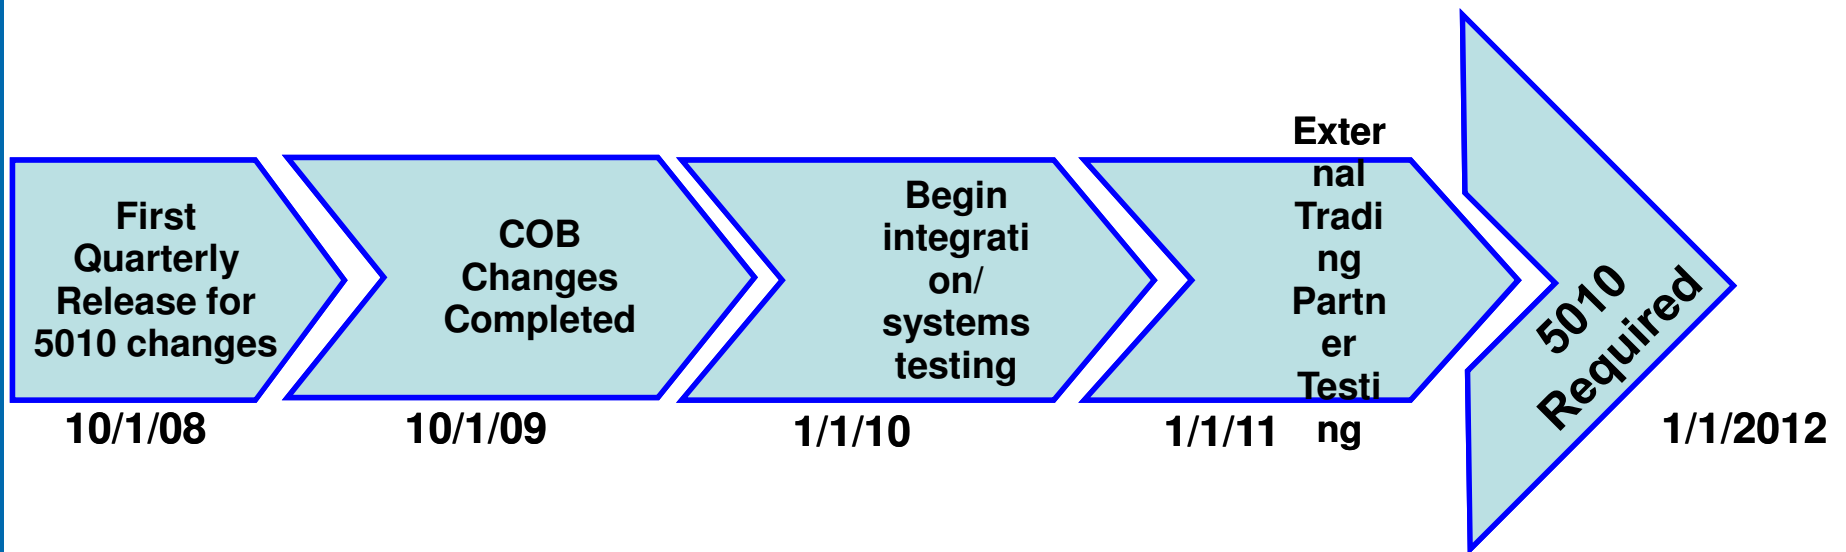 First
Quarterly
Release for
5010 changes
10/1/08
COB
Changes
Completed
10/1/09
Begin
integrati
on/
systems
testing
1/1/10
Exter
nal
Tradi
ng
Partn
er
Testi
ng
1/1/11
5010
Required
1/1/2012